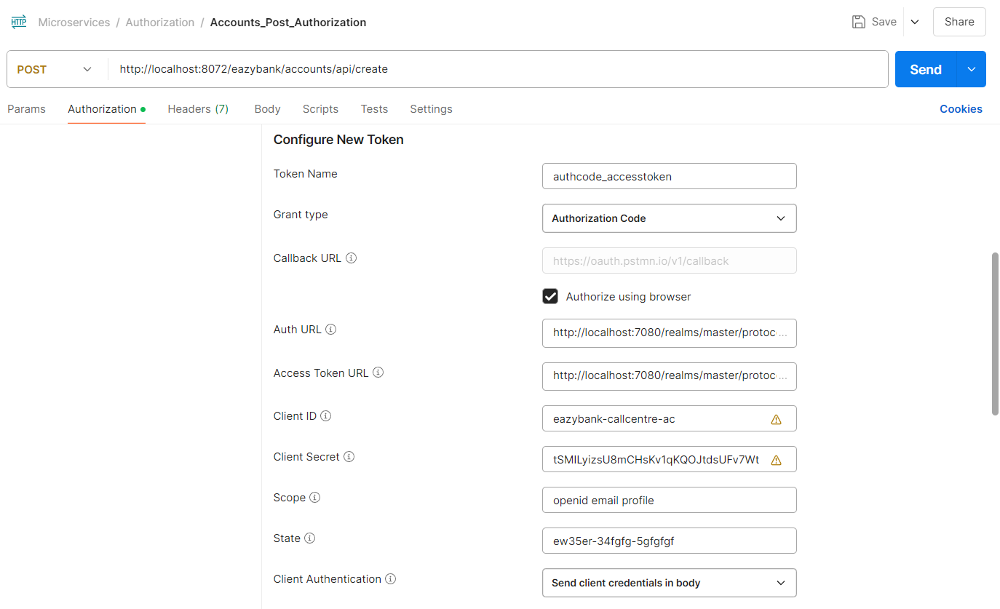 HTTP Microservices / Authorization / Accounts_Post_Authorization Save Share
POST http://localhost:8072/eazybank/accounts/api/create Send
Params Authorization Headers (7) Body Scripts Tests Settings Cookies
Configure New Token
Token Name authcode_accesstoken
Grant type Authorization Code
Callback URL https://oauth.pstmn.io/v1/callback
Authorize using browser
Auth URL http://localhost:7080/realms/master/protoc...
Access Token URL http://localhost:7080/realms/master/protoc...
Client ID eazybank-callcentre-ac
Client Secret tSMILyizsU8mCHsKv1qKQOJtdsUFv7Wt
Scope openid email profile
State ew35er-34fgfg-5gfgfgf
Client Authentication Send client credentials in body